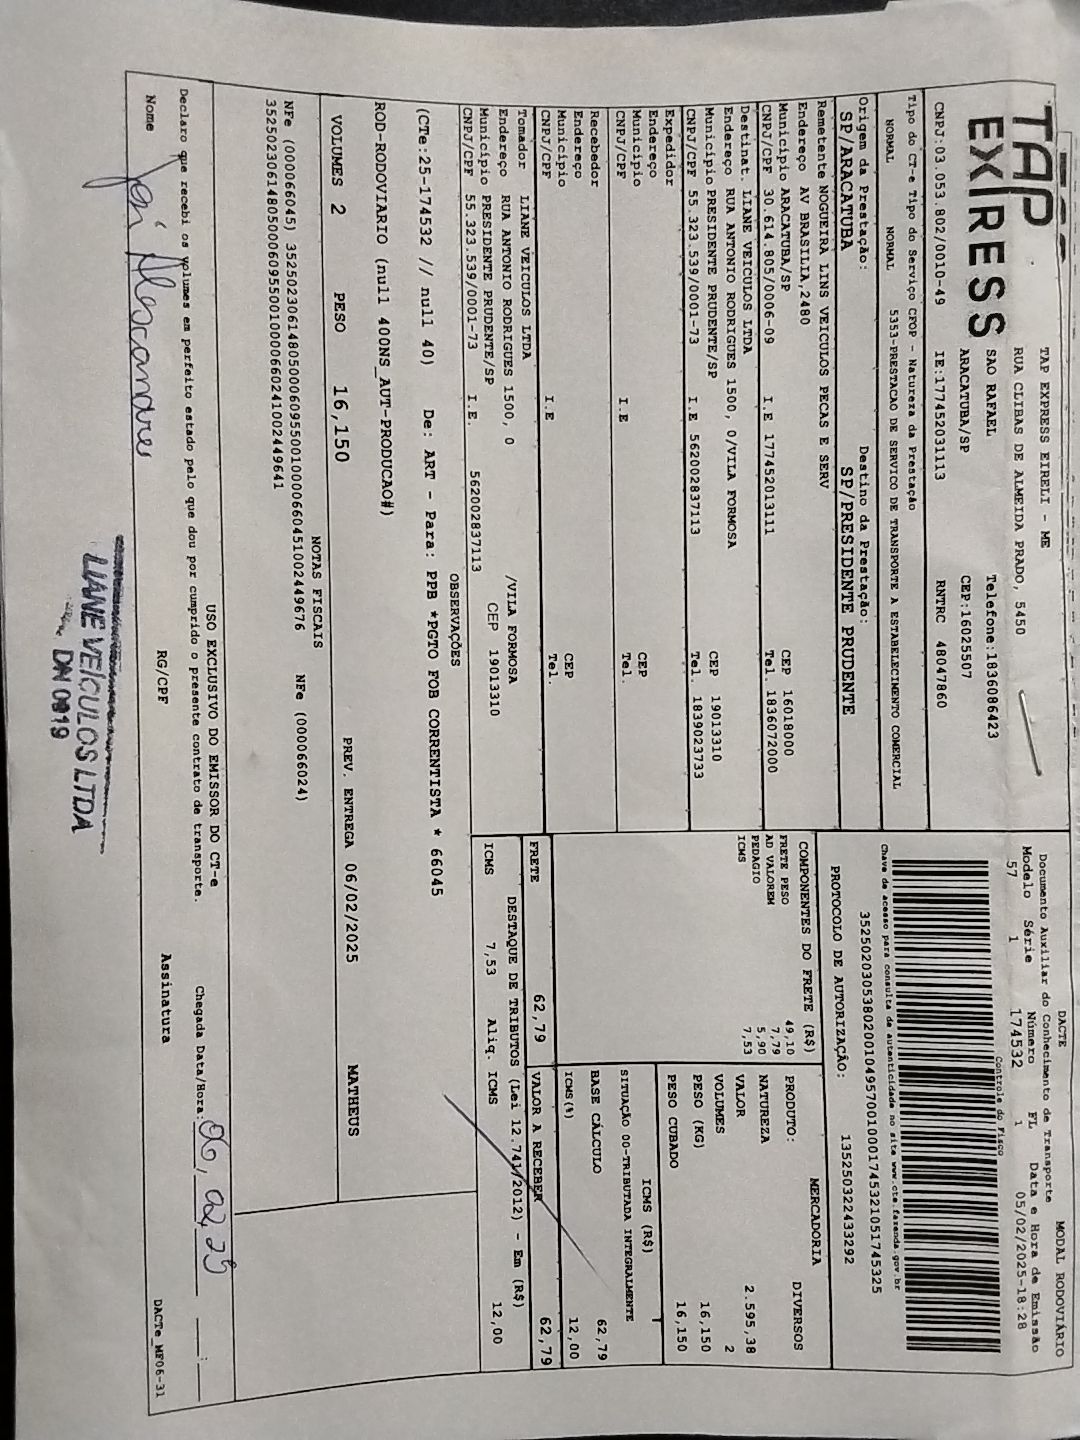 TAP
EXPRESS
TAP EXPRESS EIRELI - ME
RUA CLIBAS DE ALMEIDA PRADO, 5450
SAO RAFAEL Telefone:1836086423
ARACATUBA/SP CEP:16025507
CNPJ:03.053.802/0010-49 IE:177452031113 RNTRC 48047860
DACTE MODAL RODOVIÁRIO
Documento Auxiliar do Conhecimento de Transporte
Modelo Série Número FL Data e Hora de Emissão
57 1 174532 1 05/02/2025-18:28
Controle do Fisco
Tipo do CT-e Tipo do Serviço CFOP - Natureza da Prestação
NORMAL NORMAL 5353-PRESTACAO DE SERVICO DE TRANSPORTE A ESTABELECIMENTO COMERCIAL
Chave de acesso para consulta de autenticidade no site www.cte.fazenda.gov.br
35250203053802001049570010001745321051745325
PROTOCOLO DE AUTORIZAÇÃO: 135250322433292
Origem da Prestação: Destino da Prestação:
SP/ARACATUBA SP/PRESIDENTE PRUDENTE
Remetente NOGUEIRA LINS VEICULOS PECAS E SERV
Endereço AV BRASILIA,2480
Município ARACATUBA/SP CEP 16018000
CNPJ/CPF 30.614.805/0006-09 I.E 177452013111 Tel. 1836072000
Destinat. LIANE VEICULOS LTDA
Endereço RUA ANTONIO RODRIGUES 1500, 0/VILA FORMOSA
Município PRESIDENTE PRUDENTE/SP CEP 19013310
CNPJ/CPF 55.323.539/0001-73 I.E 562002837113 Tel. 1839023733
Expedidor
Endereço
Município CEP
CNPJ/CPF I.E Tel.
Recebedor
Endereço
Município CEP
CNPJ/CPF I.E Tel.
Tomador LIANE VEICULOS LTDA
Endereço RUA ANTONIO RODRIGUES 1500, 0 /VILA FORMOSA
Município PRESIDENTE PRUDENTE/SP CEP 19013310
CNPJ/CPF 55.323.539/0001-73 I.E. 562002837113
COMPONENTES DO FRETE (R$)
FRETE PESO 49,10
AD VALOREM 7,79
PEDAGIO 5,90
ICMS 7,53
MERCADORIA
PRODUTO: DIVERSOS
NATUREZA
VALOR 2.595,38
VOLUMES 2
PESO (KG) 16,150
PESO CUBADO 16,150
ICMS (R$)
SITUAÇÃO 00-TRIBUTADA INTEGRALMENTE
BASE CÁLCULO 62,79
ICMS(%) 12,00
FRETE 62,79 VALOR A RECEBER 62,79
DESTAQUE DE TRIBUTOS (Lei 12.741/2012) - Em (R$)
ICMS 7,53 Aliq. ICMS 12,00
OBSERVAÇÕES
(CTe:25-174532 // null 40) De: ART - Para: PPB *PGTO FOB CORRENTISTA * 66045
ROD-RODOVIARIO (null 400NS_AUT-PRODUCAO#)
VOLUMES 2 PESO 16,150 PREV. ENTREGA 06/02/2025 MATHEUS
NOTAS FISCAIS
NFe (000066045) 35250230614805000609550010000660451002449676 NFe (000066024)
35250230614805000609550010000660241002449641
USO EXCLUSIVO DO EMISSOR DO CT-e
Declaro que recebi os volumes em perfeito estado pelo que dou por cumprido o presente contrato de transporte. Chegada Data/Hora: 06, 02, 25 :
Nome RG/CPF Assinatura DACTe_MF06-31
LIANE VEICULOS LTDA
DN 0819